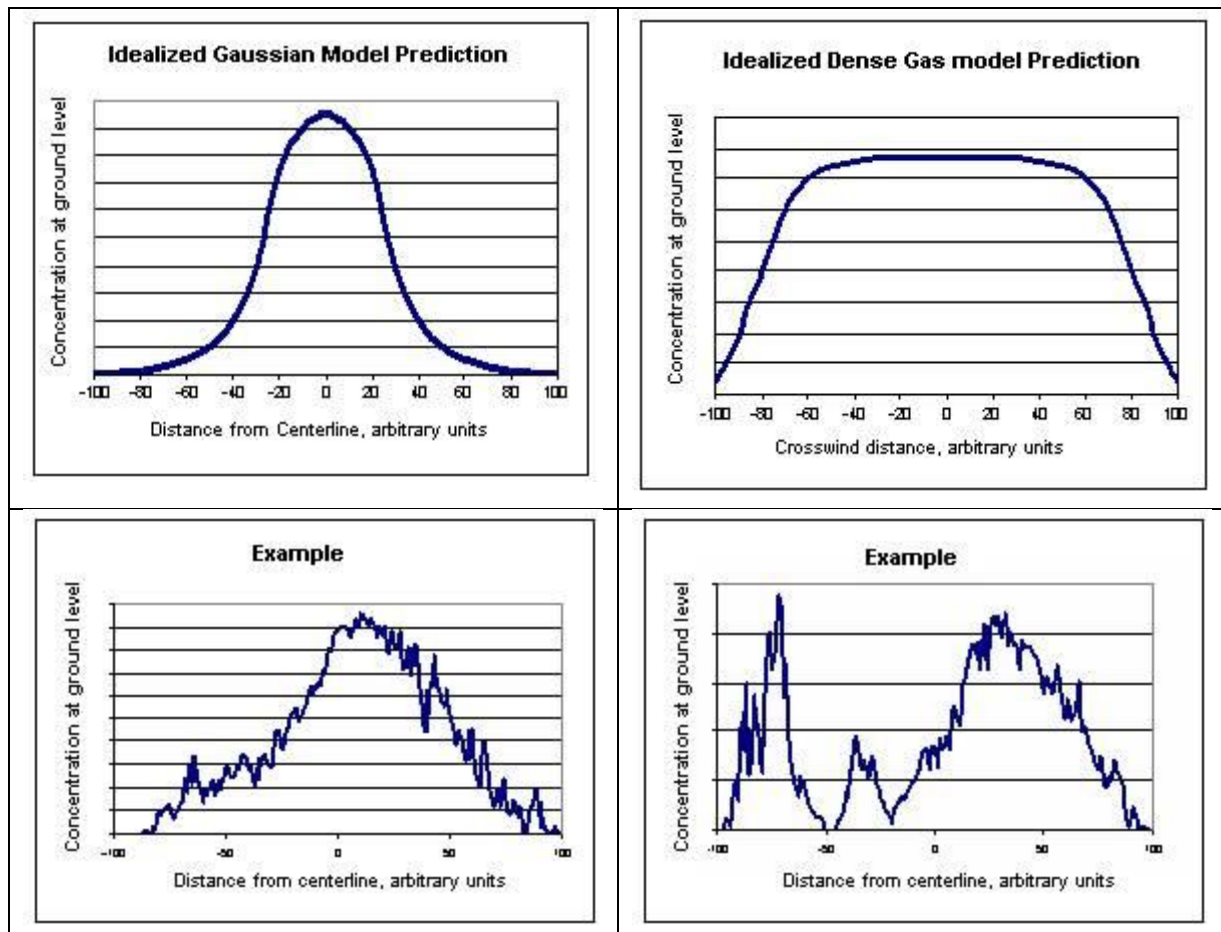 Idealized Gaussian Model Prediction
Concentration at ground level
-100 -80 -60 -40 -20 0 20 40 60 80 100
Distance from Centerline, arbitrary units
Idealized Dense Gas model Prediction
Concentration at ground level
-100 -80 -60 -40 -20 0 20 40 60 80 100
Crosswind distance, arbitrary units
Example
Concentration at ground level
-100 -50 0 50 100
Distance from centerline, arbitrary units
Example
Concentration at ground level
-100 -50 0 50 100
Distance from centerline, arbitrary units